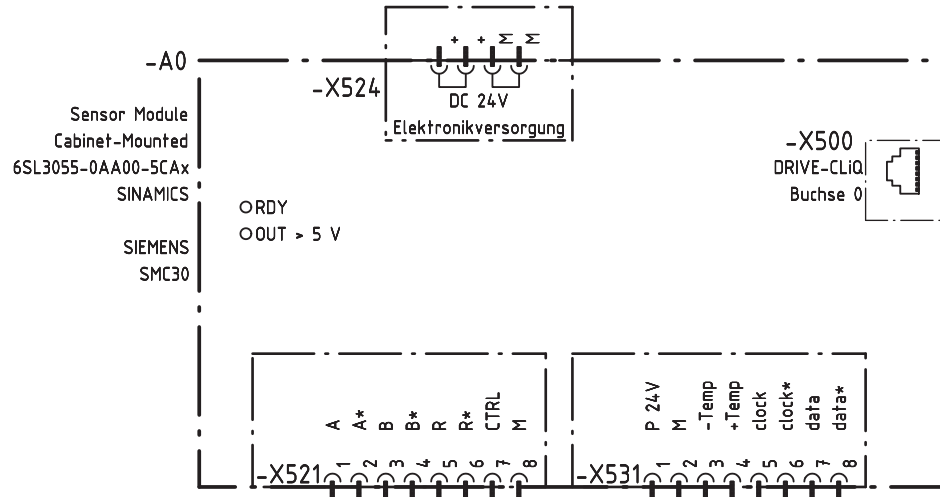 + + M M
-A0
-X524
DC 24V
Elektronikversorgung
Sensor Module
Cabinet-Mounted
6SL3055-0AA00-5CAx
SINAMICS
SIEMENS
SMC30
RDY
OUT > 5 V
-X500
DRIVE-CLiQ
Buchse 0
A A* B B* R R* CTRL M
-X521 1 2 3 4 5 6 7 8
P 24V M -Temp +Temp clock clock* data data*
-X531 1 2 3 4 5 6 7 8